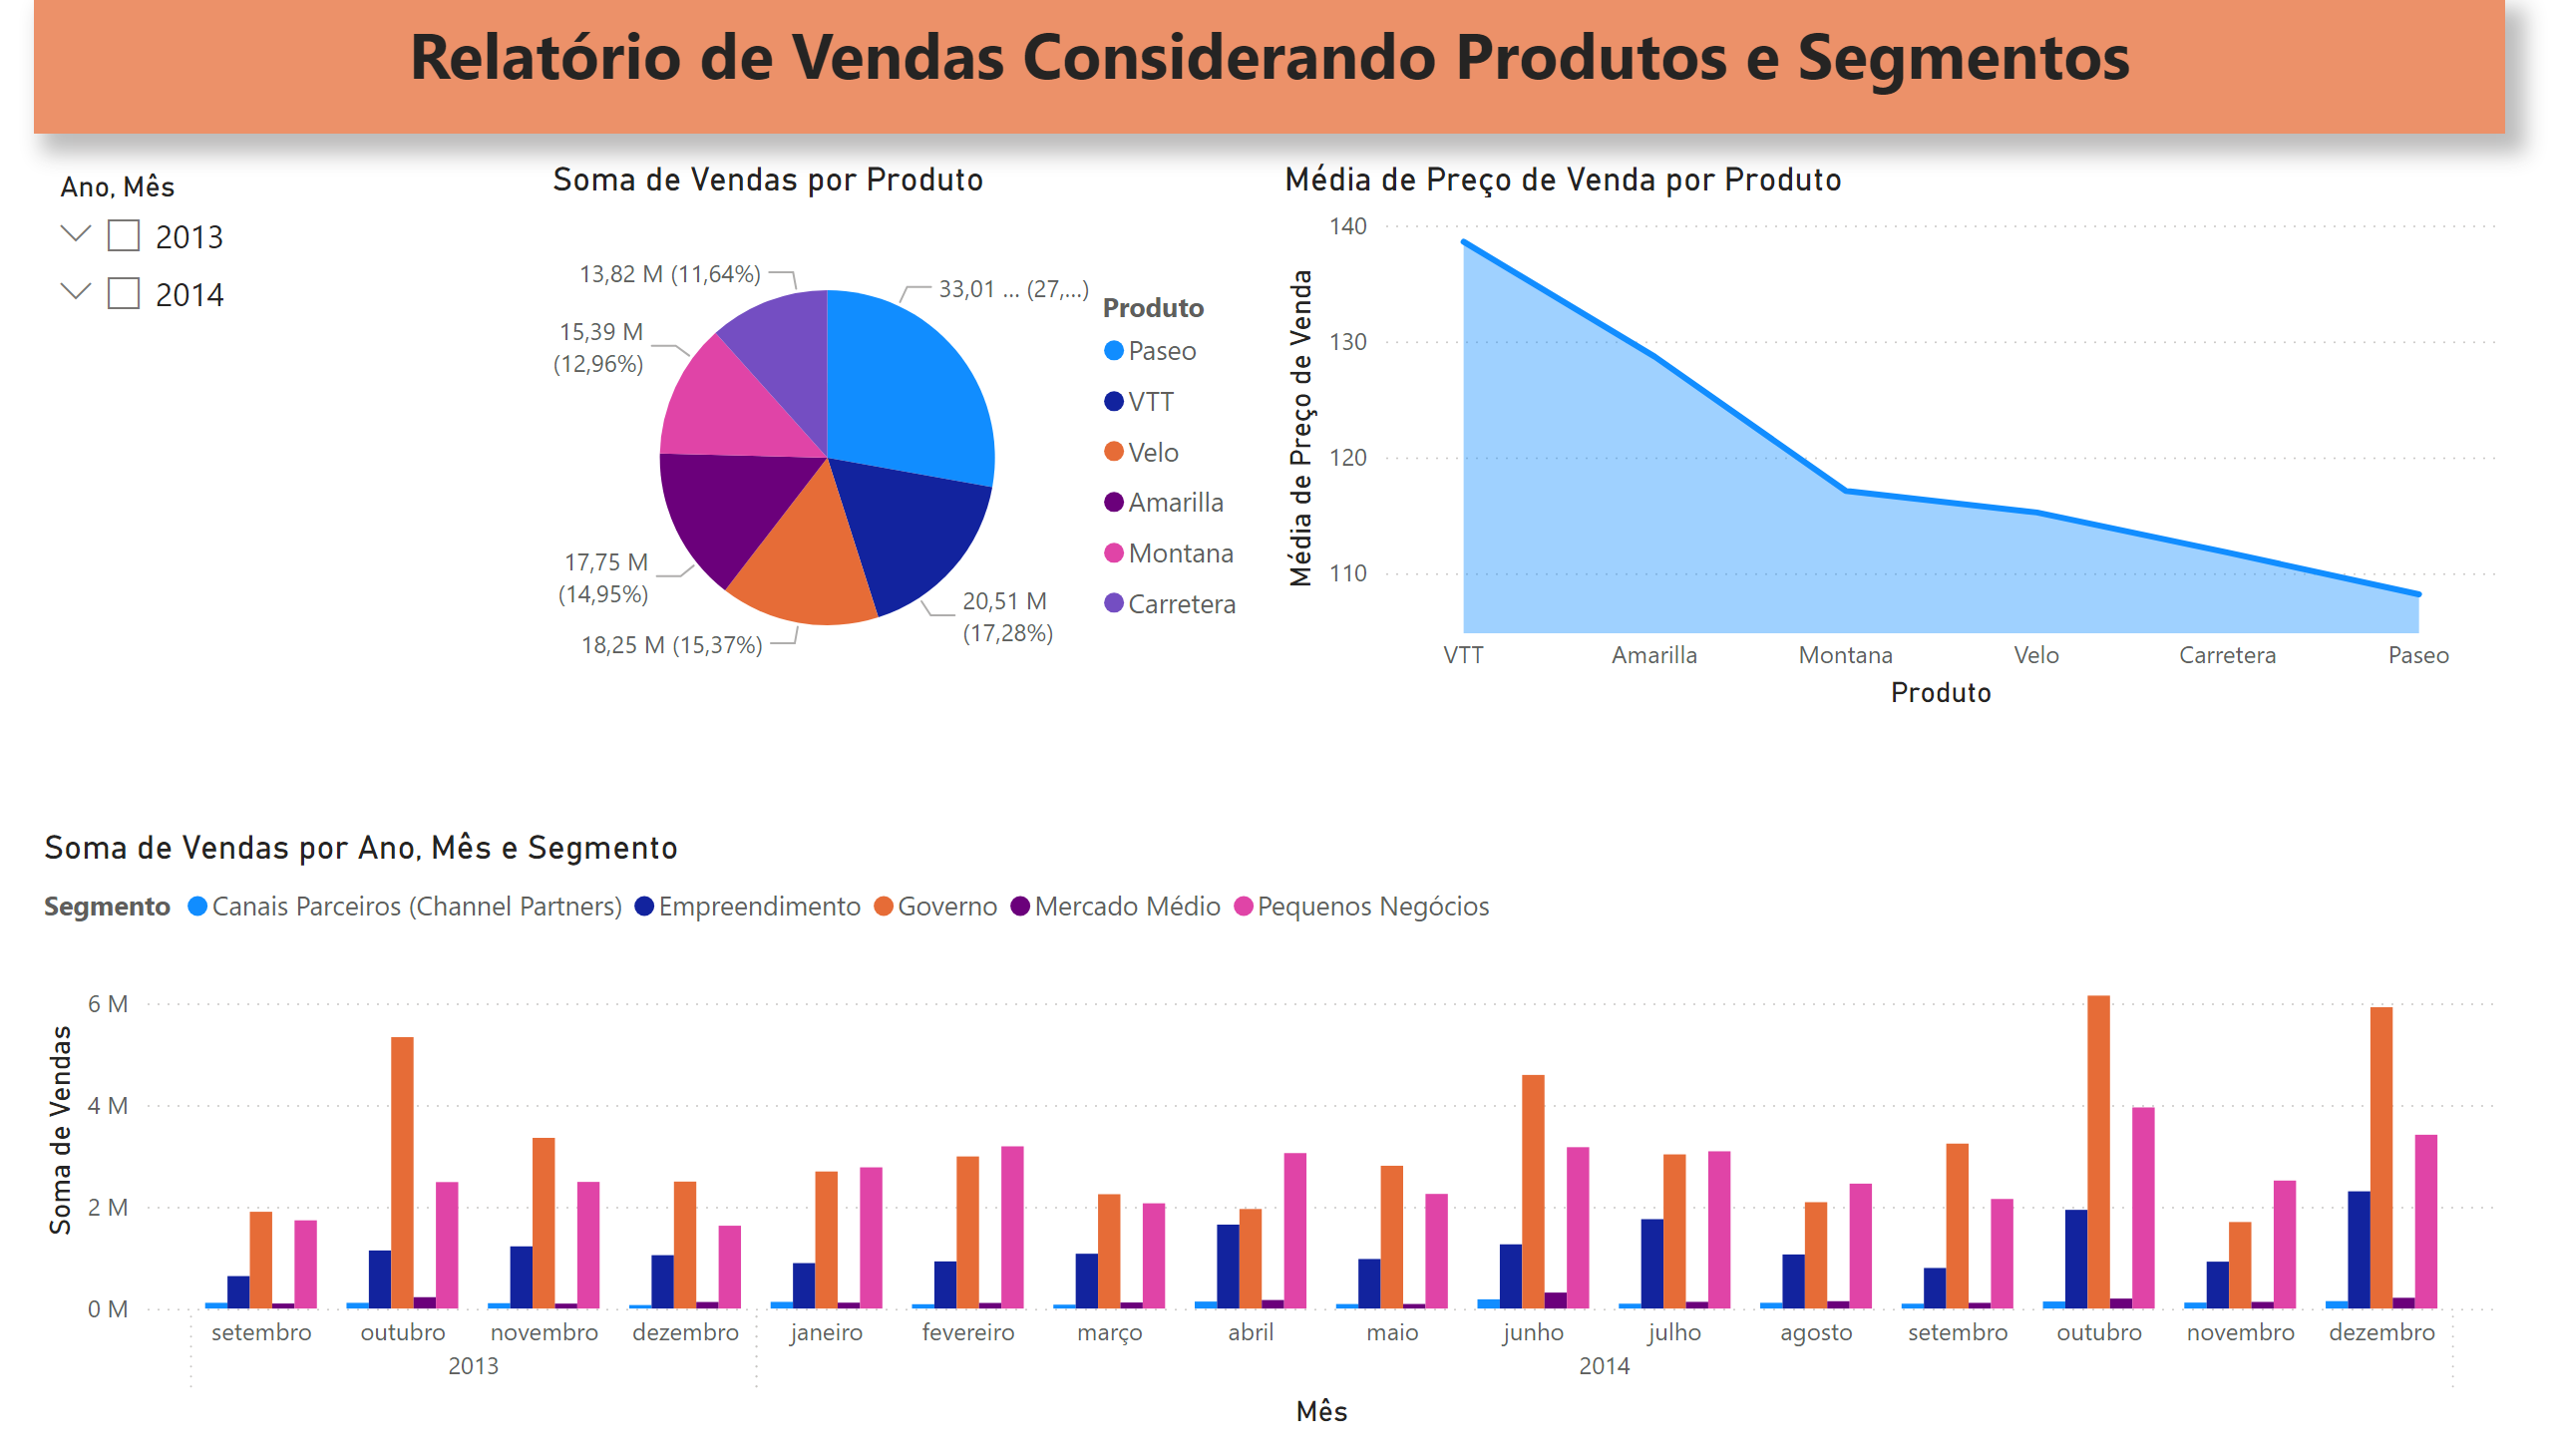 Relatório de Vendas Considerando Produtos e Segmentos
Ano, Mês
2013
2014
Soma de Vendas por Produto
13,82 M (11,64%)
33,01 ... (27,...)
15,39 M
(12,96%)
17,75 M
(14,95%)
18,25 M (15,37%)
20,51 M
(17,28%)
Produto
Paseo
VTT
Velo
Amarilla
Montana
Carretera
Média de Preço de Venda por Produto
Média de Preço de Venda
140
130
120
110
VTT Amarilla Montana Velo Carretera Paseo
Produto
Soma de Vendas por Ano, Mês e Segmento
Segmento Canais Parceiros (Channel Partners) Empreendimento Governo Mercado Médio Pequenos Negócios
Soma de Vendas
6 M
4 M
2 M
0 M
setembro outubro novembro dezembro janeiro fevereiro março abril maio junho julho agosto setembro outubro novembro dezembro
2013 2014
Mês